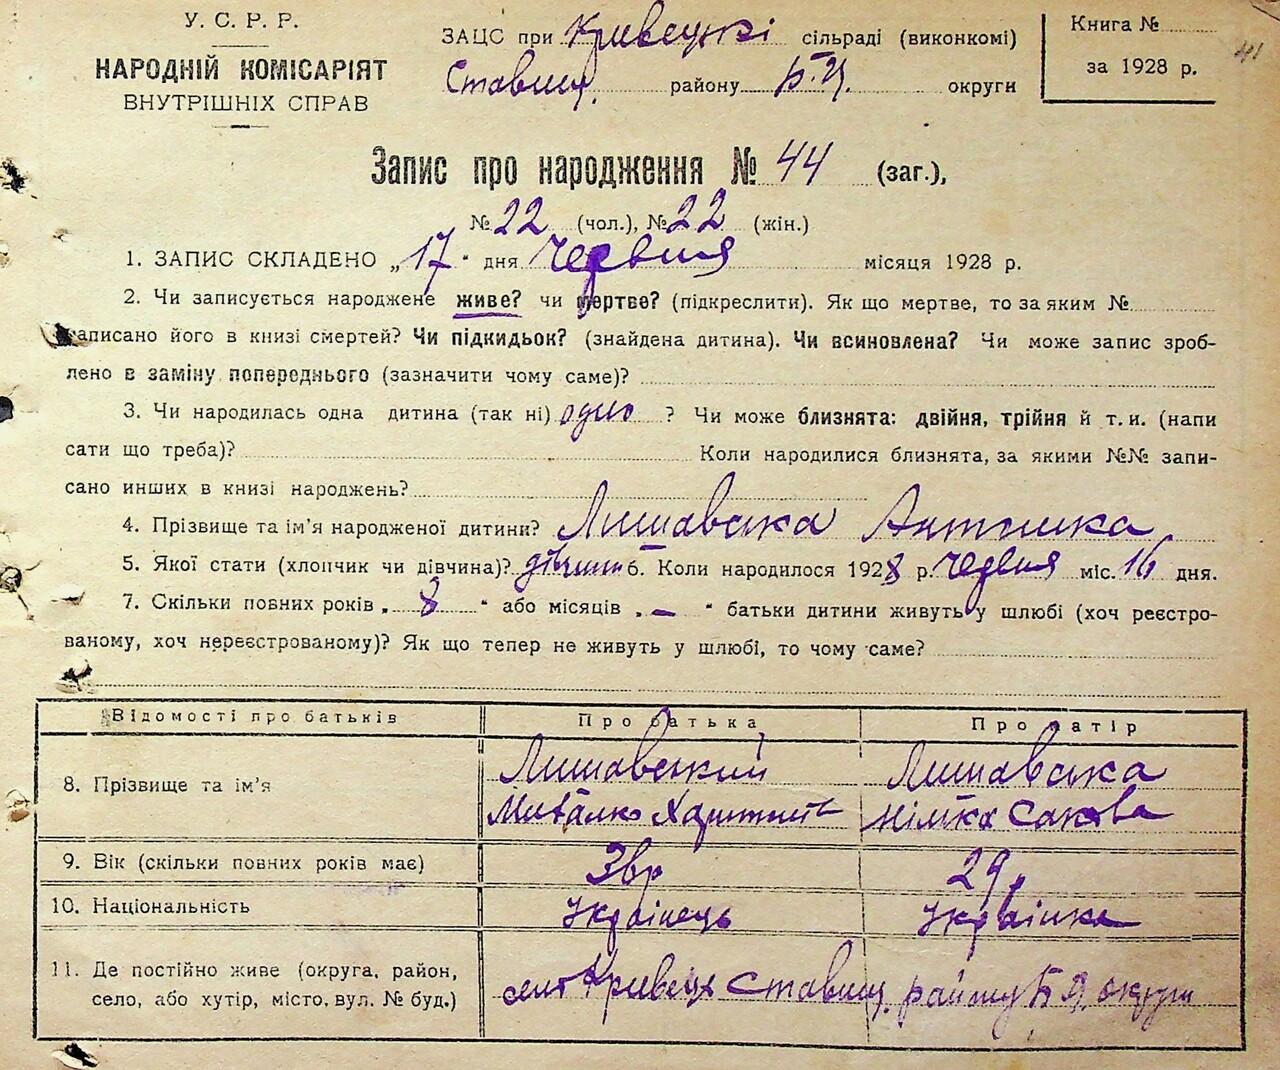 У. С. Р. Р.
НАРОДНІЙ КОМІСАРІЯТ
ВНУТРІШНІХ СПРАВ
ЗАЦС при Кривецькі сільраді (виконкомі)
Ставищ. району Б.Ц. округи
Книга №
за 1928 р.
41
Запис про народження № 44 (заг.),
№ 22 (чол.), № 22 (жін.)
1. ЗАПИС СКЛАДЕНО „17" дня Червня місяця 1928 р.
2. Чи записується народжене живе? чи мертве? (підкреслити). Як що мертве, то за яким №
записано його в книзі смертей? Чи підкидьок? (знайдена дитина). Чи всиновлена? Чи може запис зроб-
лено в заміну попереднього (зазначити чому саме)?
3. Чи народилась одна дитина (так ні) одно ? Чи може близнята: двійня, трійня й т. и. (напи
сати що треба)? Коли народилися близнята, за якими №№ запи-
сано инших в книзі народжень?
4. Прізвище та ім'я народженої дитини?
5. Якої стати (хлопчик чи дівчина)? б. Коли народилося 1928 р. Червня міс. 16 дня.
7. Скільки повних років „ 8 " або місяців „ — " батьки дитини живуть у шлюбі (хоч реєстро-
ваному, хоч нереєстрованому)? Як що тепер не живуть у шлюбі, то чому саме?
Відомості про батьків Про батька Про матір
8. Прізвище та ім'я
9. Вік (скільки повних років має) 29 р
10. Національність Українець Українка
11. Де постійно живе (округа, район,
село, або хутір, місто, вул. № буд.) Ставищ. району Б.Ц. округи